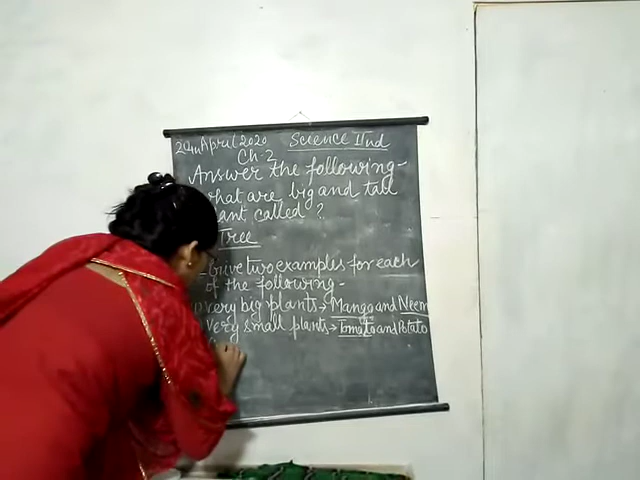 24th April 2020 Science IInd
Ch-2
Answer the following-
what are big and tall
plant called ?
Tree
Give two examples for each
of the following -
very big plants → Mango and Neem
very small plants → Tomato and Potato